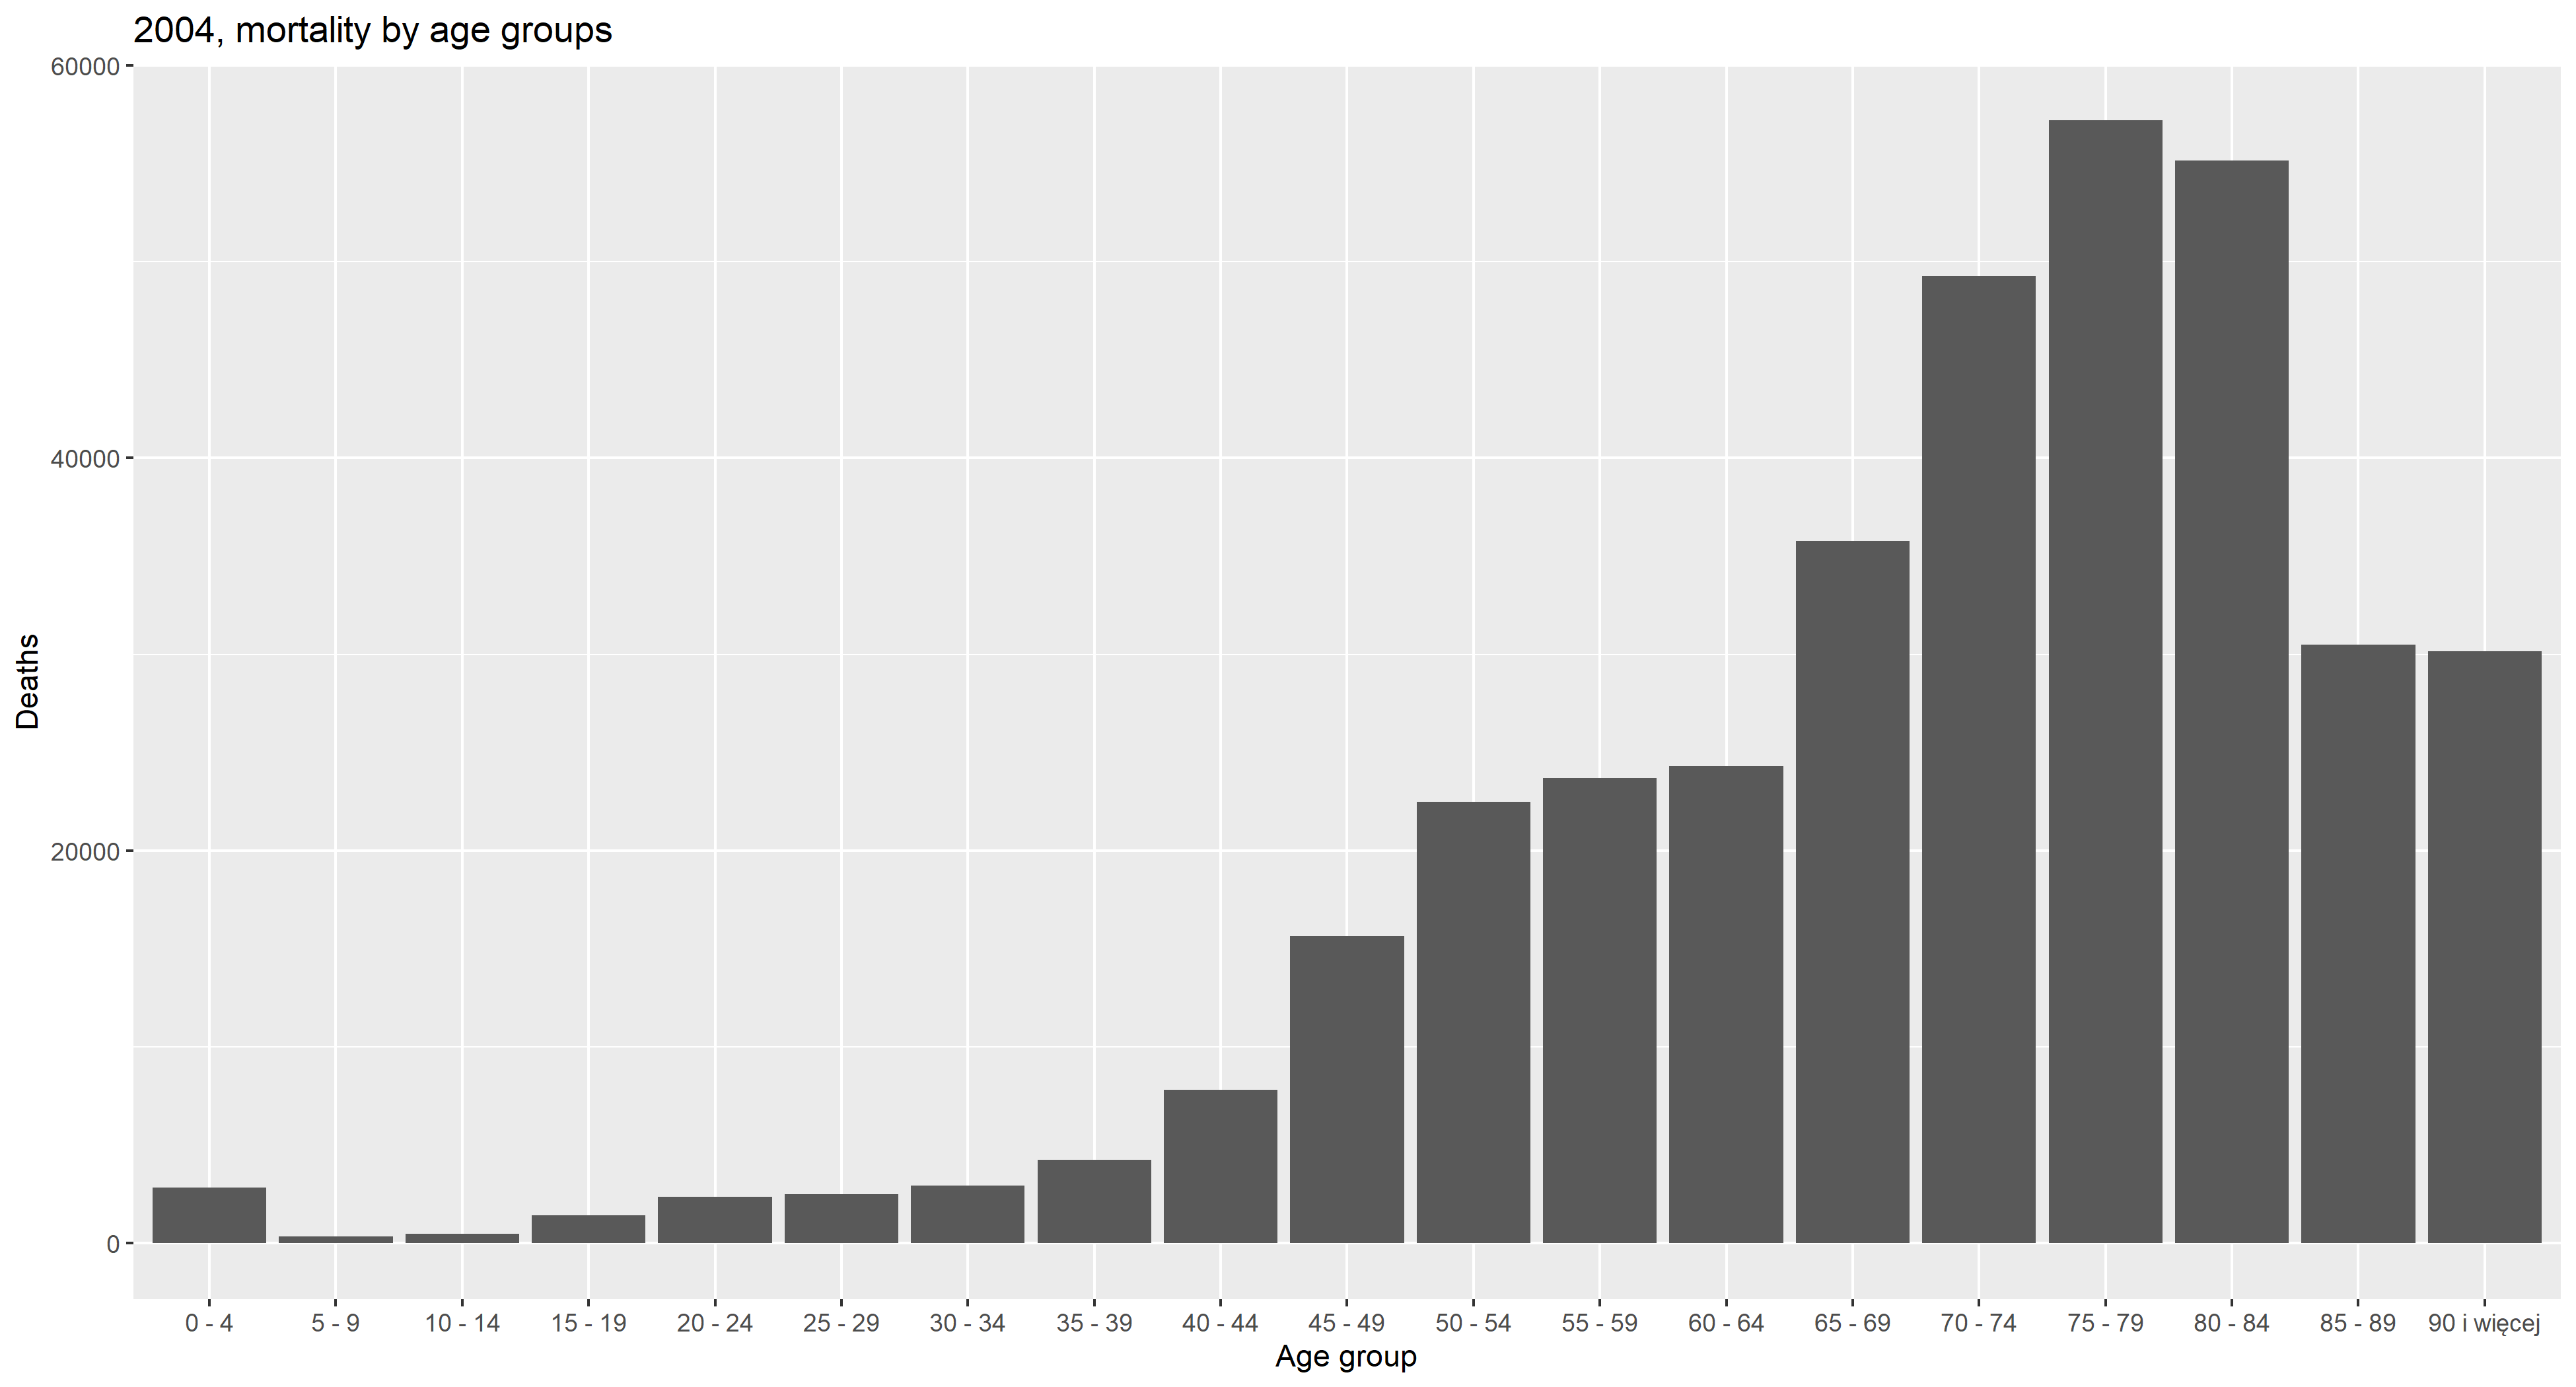 2004, mortality by age groups
60000
40000
20000
0
Deaths
0 - 4
5 - 9
10 - 14
15 - 19
20 - 24
25 - 29
30 - 34
35 - 39
40 - 44
45 - 49
50 - 54
55 - 59
60 - 64
65 - 69
70 - 74
75 - 79
80 - 84
85 - 89
90 i więcej
Age group